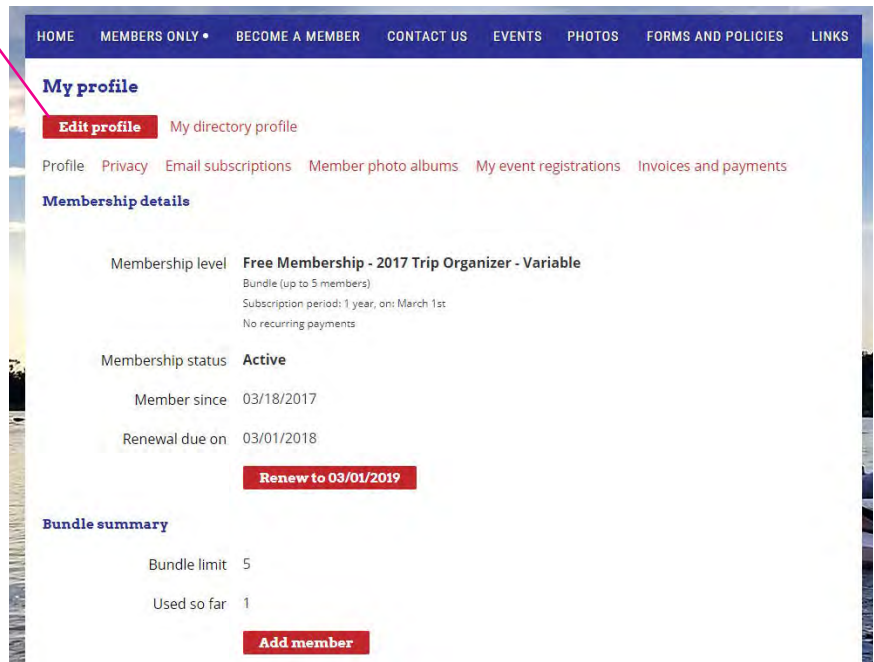 HOME MEMBERS ONLY • BECOME A MEMBER CONTACT US EVENTS PHOTOS FORMS AND POLICIES LINKS
My profile
Edit profile My directory profile
Profile Privacy Email subscriptions Member photo albums My event registrations Invoices and payments
Membership details
Membership level Free Membership - 2017 Trip Organizer - Variable
Bundle (up to 5 members)
Subscription period: 1 year, on: March 1st
No recurring payments
Membership status Active
Member since 03/18/2017
Renewal due on 03/01/2018
Renew to 03/01/2019
Bundle summary
Bundle limit 5
Used so far 1
Add member